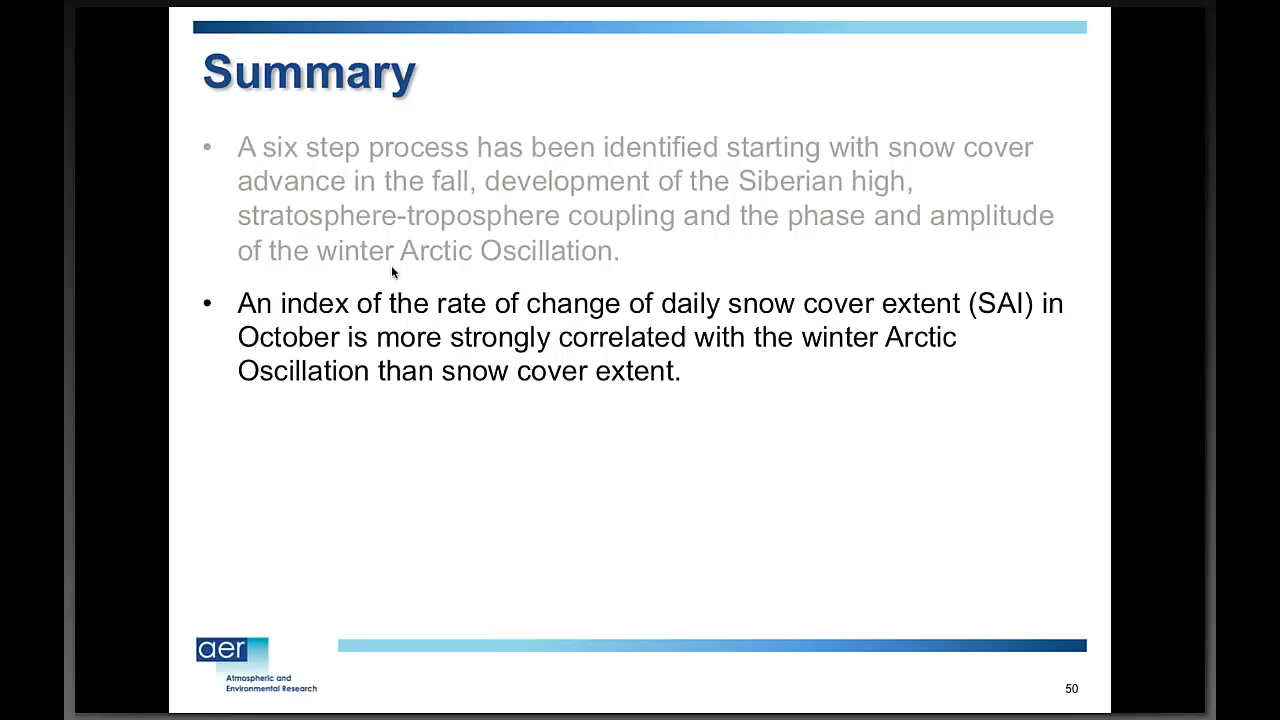 Summary
• A six step process has been identified starting with snow cover
advance in the fall, development of the Siberian high,
stratosphere-troposphere coupling and the phase and amplitude
of the winter Arctic Oscillation.
• An index of the rate of change of daily snow cover extent (SAI) in
October is more strongly correlated with the winter Arctic
Oscillation than snow cover extent.
aer
Atmospheric and
Environmental Research
50